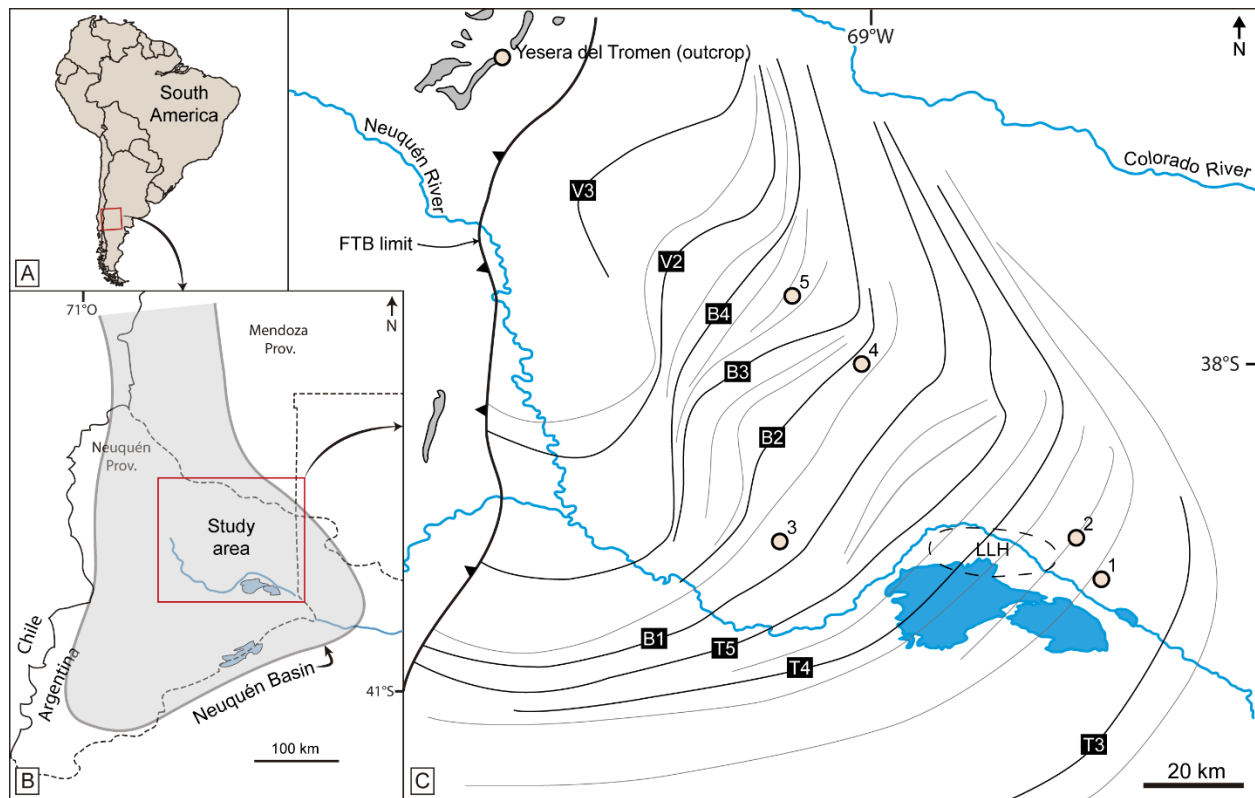 South
America
A
71°O
N
Mendoza
Prov.
Neuquén
Prov.
Study
area
Chile
Argentina
Neuquén Basin
41°S
100 km
B
69°W
N
Yesera del Tromen (outcrop)
Neuquén River
Colorado River
V3
FTB limit
V2
5
B4
4
38°S
B3
B2
3
2
LLH
1
B1
T5
T4
T3
20 km
C